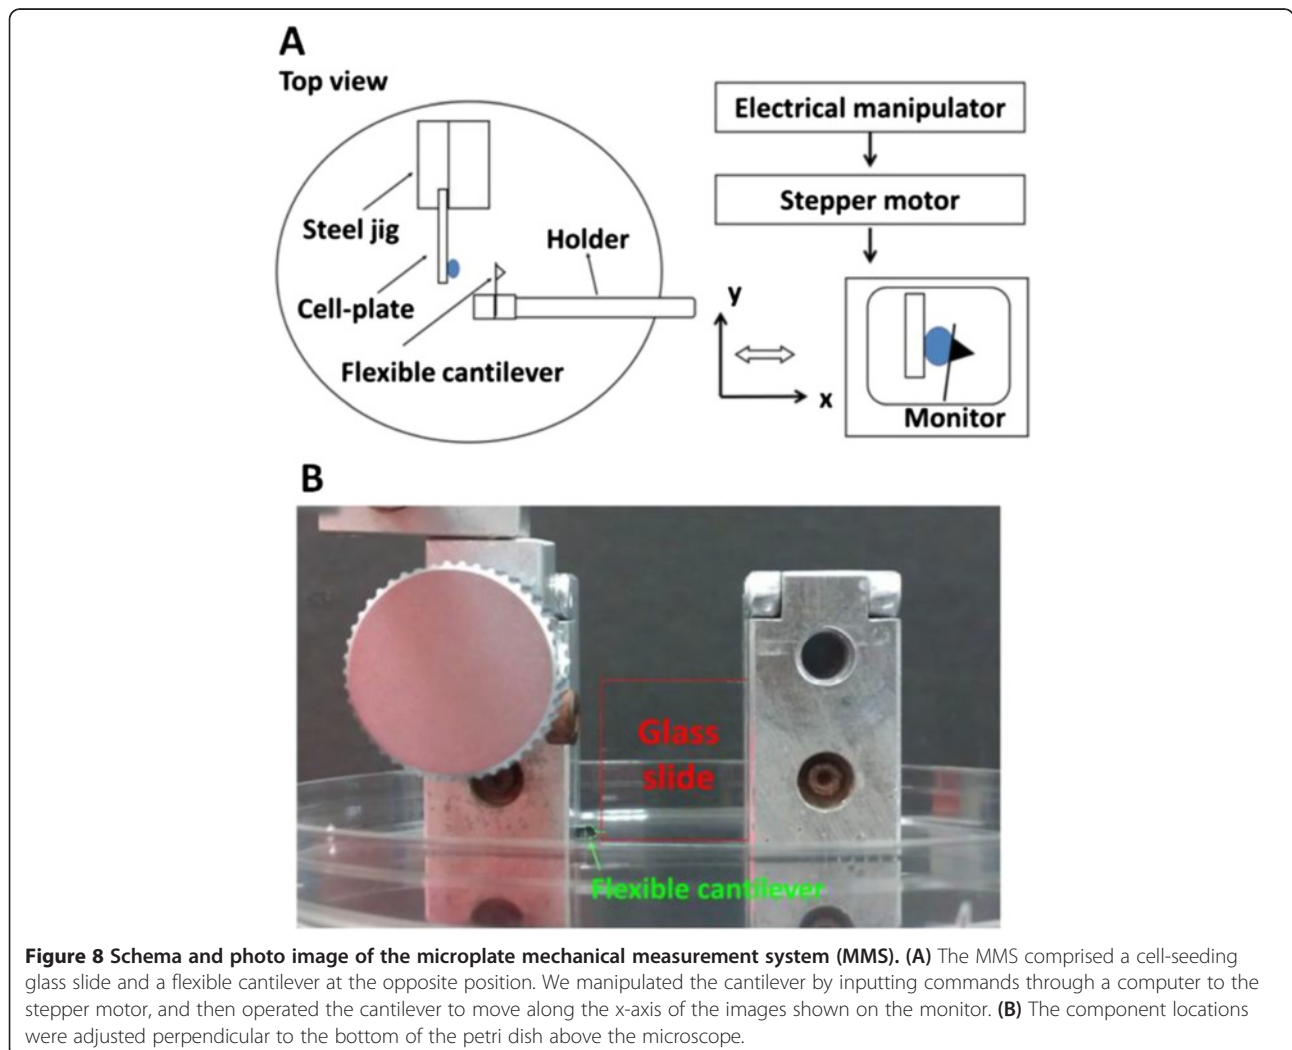 A
Top view
Electrical manipulator
Stepper motor
Steel jig
Holder
Cell-plate
y
Flexible cantilever
x
Monitor
B
Glass
slide
Flexible cantilever
Figure 8 Schema and photo image of the microplate mechanical measurement system (MMS). (A) The MMS comprised a cell-seeding
glass slide and a flexible cantilever at the opposite position. We manipulated the cantilever by inputting commands through a computer to the
stepper motor, and then operated the cantilever to move along the x-axis of the images shown on the monitor. (B) The component locations
were adjusted perpendicular to the bottom of the petri dish above the microscope.